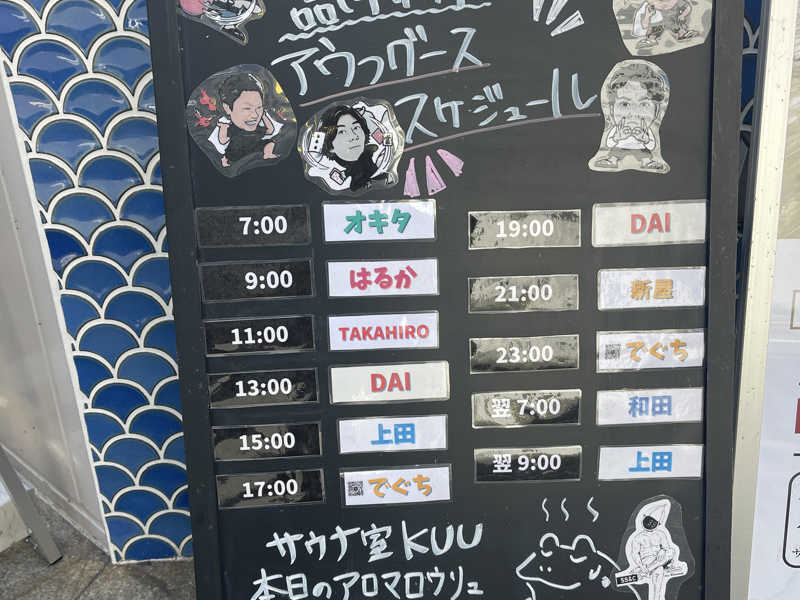 アウフグース
スケジュール
7:00 オキタ
9:00 はるか
11:00 TAKAHIRO
13:00 DAI
15:00 上田
17:00 でぐち
19:00 DAI
21:00 新屋
23:00 でぐち
翌 7:00 和田
翌 9:00 上田
サウナ室 KUU
本日のアロマロウリュ